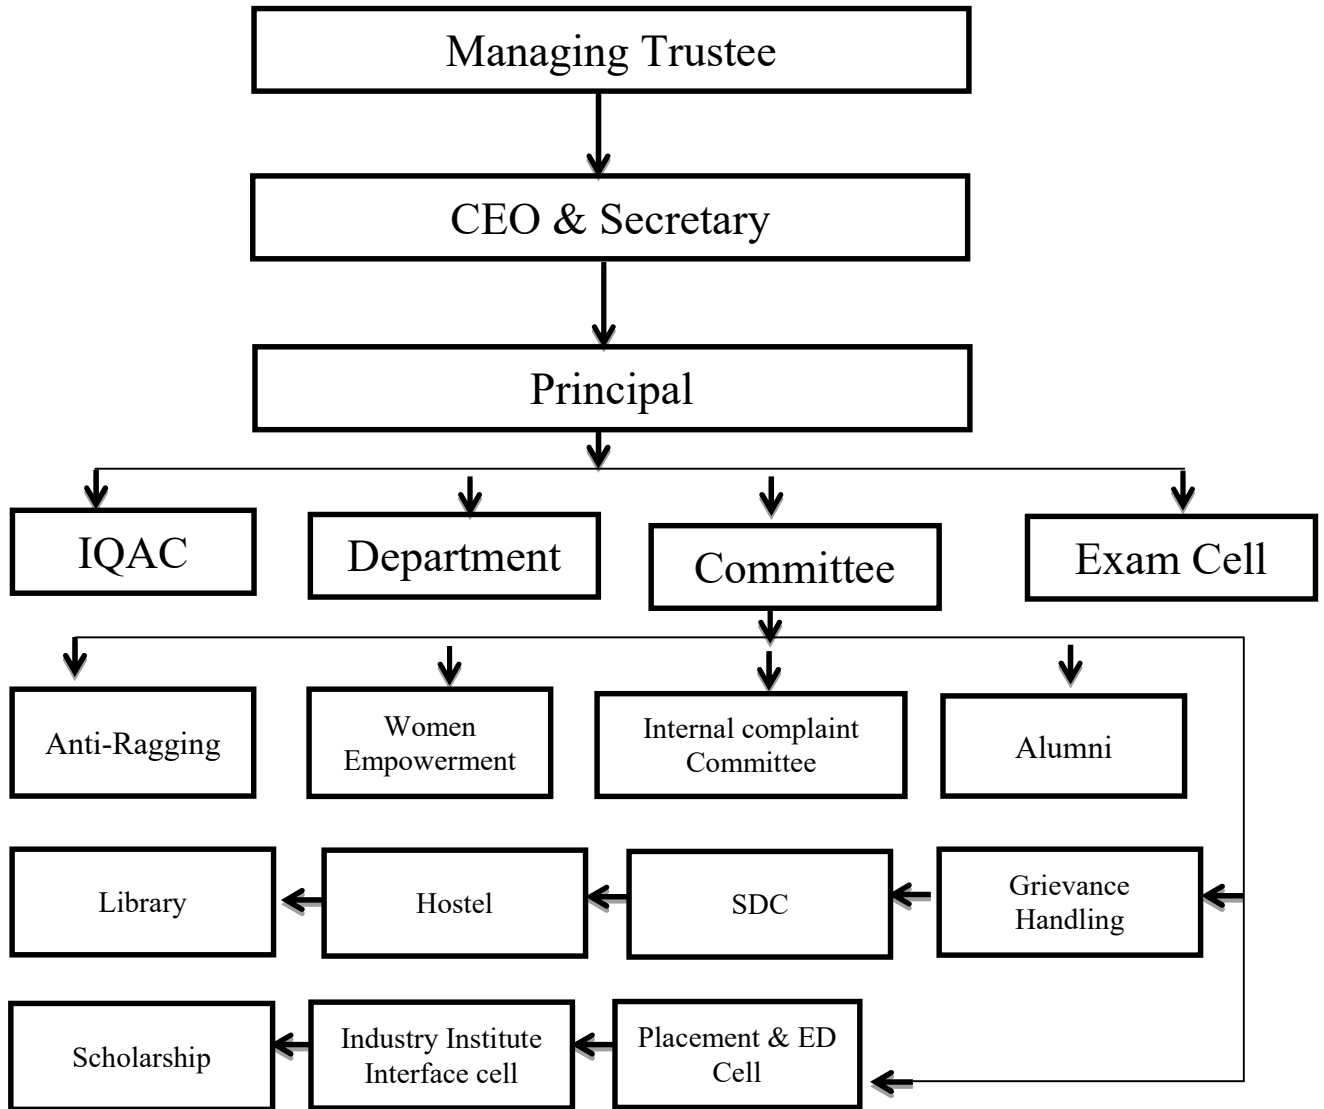 Managing Trustee
CEO & Secretary
Principal
IQAC
Department
Committee
Exam Cell
Anti-Ragging
Women
Empowerment
Internal complaint
Committee
Alumni
Library
Hostel
SDC
Grievance
Handling
Scholarship
Industry Institute
Interface cell
Placement & ED
Cell